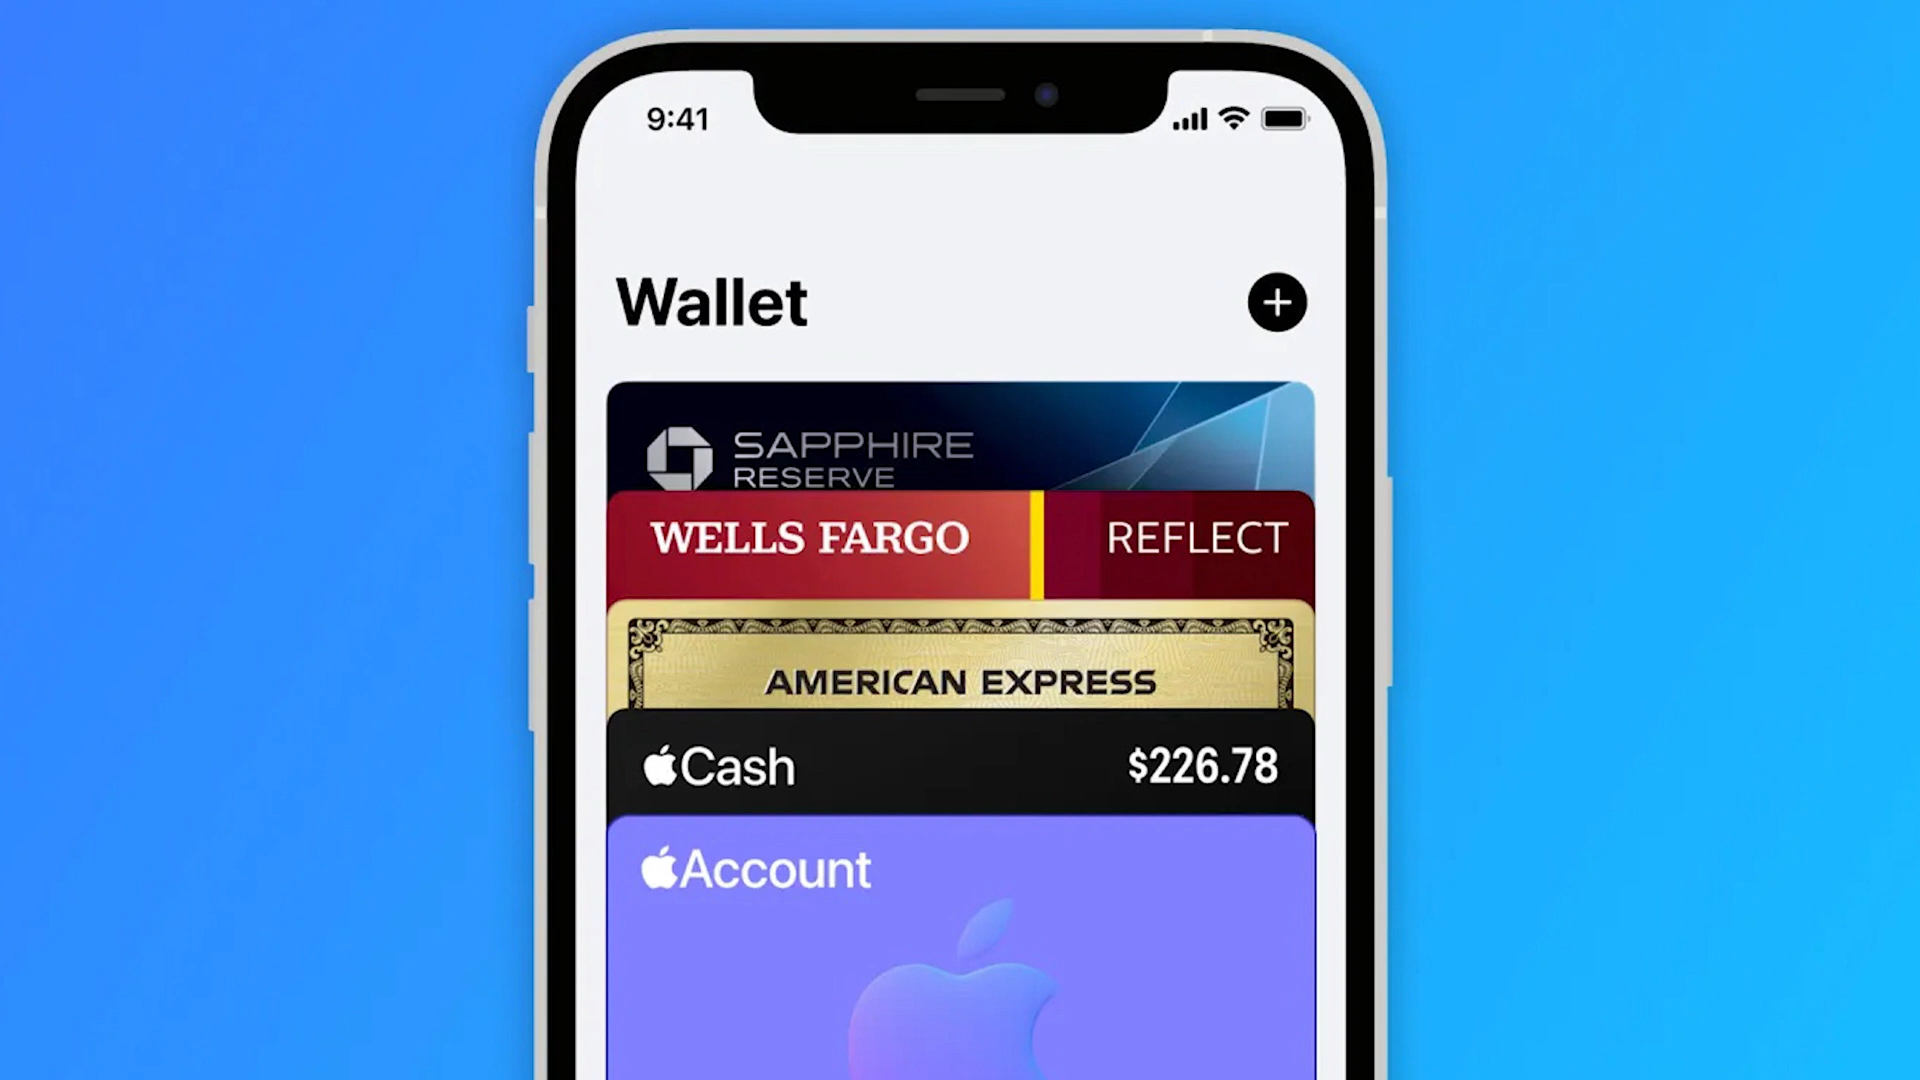 9:41
Wallet
SAPPHIRE
RESERVE
WELLS FARGO REFLECT
AMERICAN EXPRESS
Cash $226.78
Account